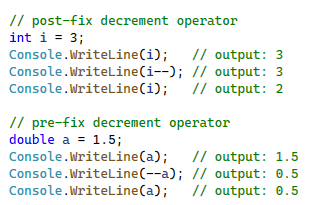 // post-fix decrement operator
int i = 3;
Console.WriteLine(i);   // output: 3
Console.WriteLine(i--); // output: 3
Console.WriteLine(i);   // output: 2

// pre-fix decrement operator
double a = 1.5;
Console.WriteLine(a);   // output: 1.5
Console.WriteLine(--a); // output: 0.5
Console.WriteLine(a);   // output: 0.5